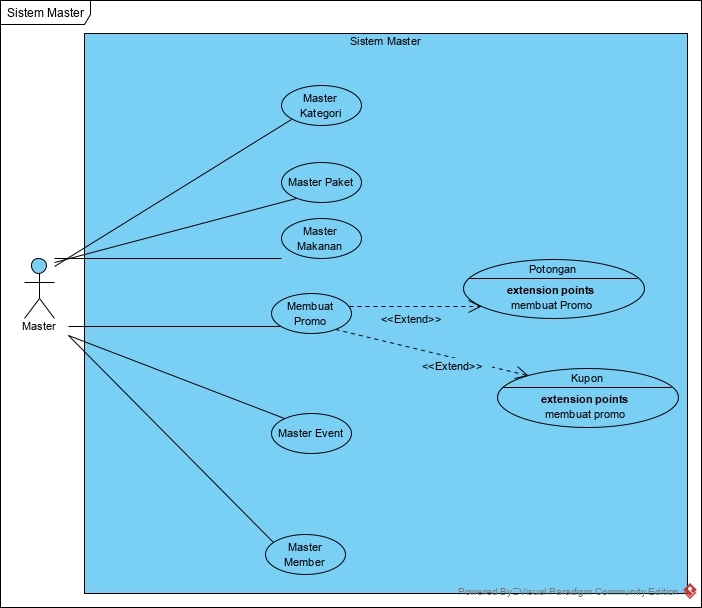 Sistem Master
Sistem Master
Master
Kategori
Master Paket
Master
Makanan
Master
Membuat
Promo
<<Extend>>
Potongan
extension points
membuat Promo
<<Extend>>
Kupon
extension points
membuat promo
Master Event
Master
Member
Powered By Visual Paradigm Community Edition